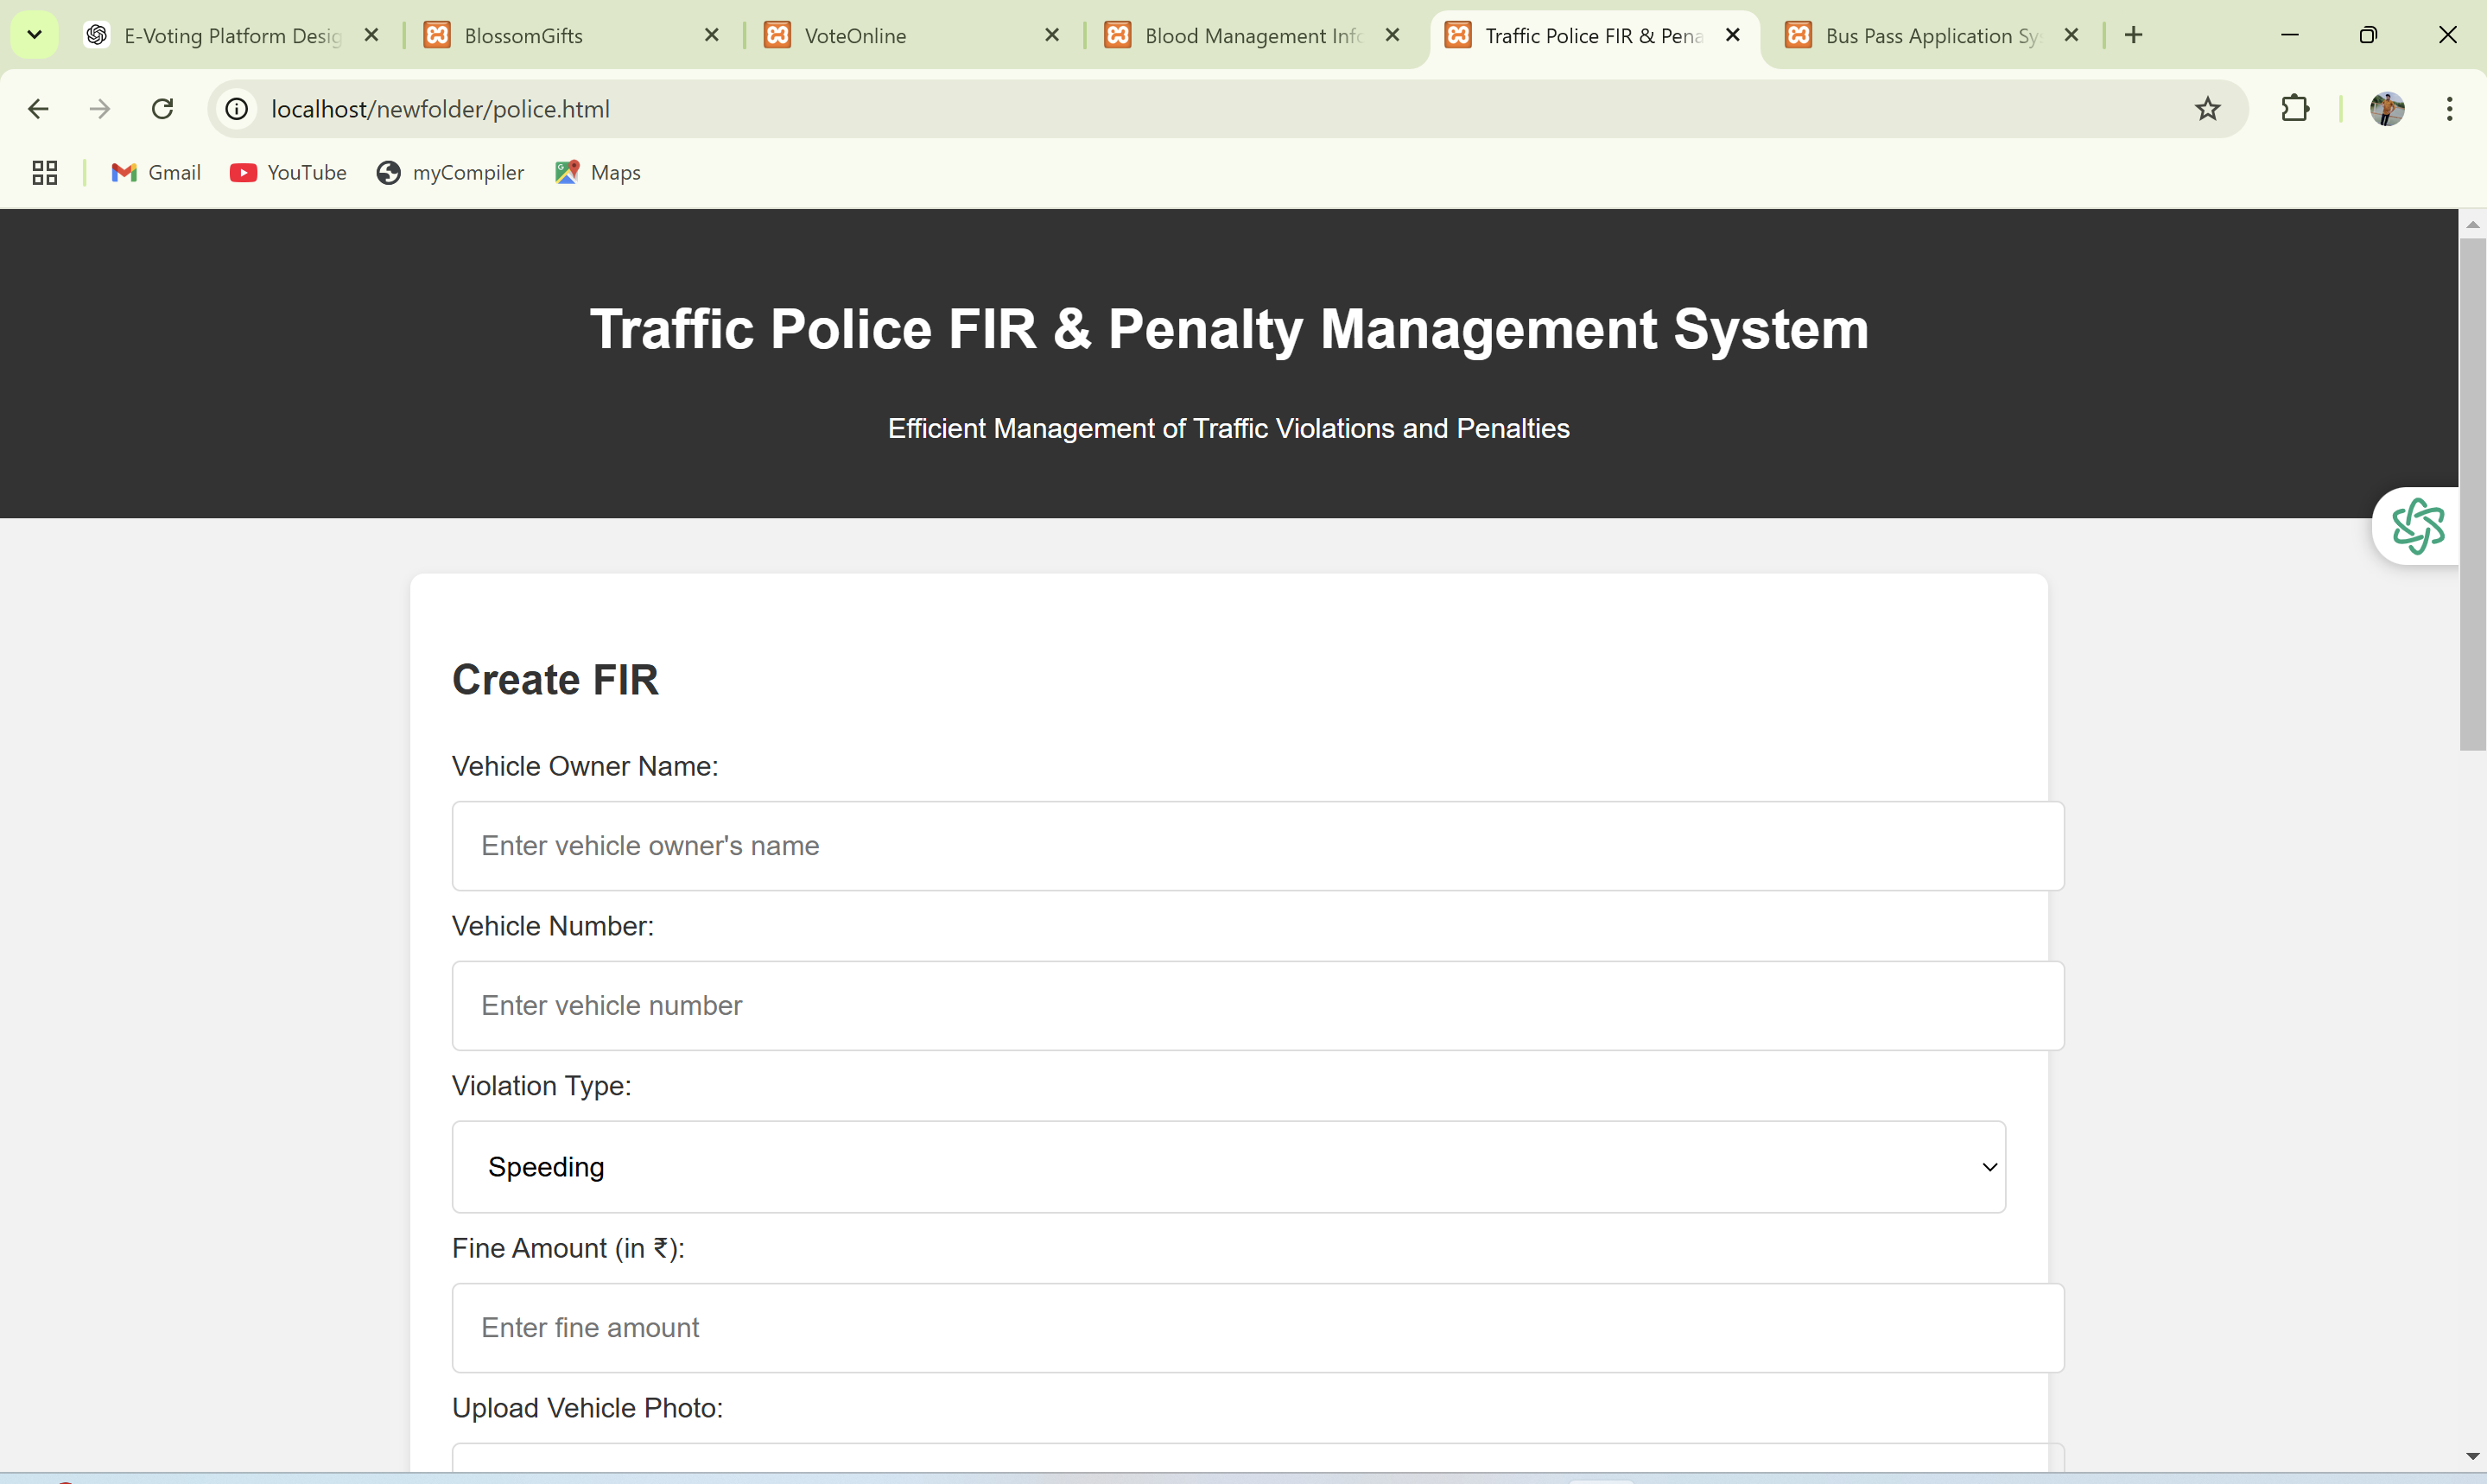 E-Voting Platform Desig
BlossomGifts
VoteOnline
Blood Management Info
Traffic Police FIR & Pena
Bus Pass Application Sy
localhost/newfolder/police.html
Gmail
YouTube
myCompiler
Maps
Traffic Police FIR & Penalty Management System
Efficient Management of Traffic Violations and Penalties
Create FIR
Vehicle Owner Name:
Enter vehicle owner's name
Vehicle Number:
Enter vehicle number
Violation Type:
Speeding
Fine Amount (in ₹):
Enter fine amount
Upload Vehicle Photo: